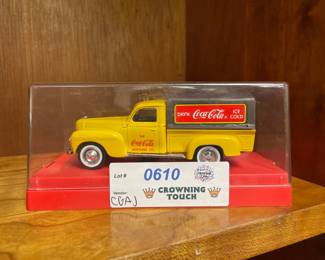 DRINK Coca-Cola ICE COLD
Coca-Cola
Lot #
0610
Vendor:
CGAJ
CROWNING
TOUCH